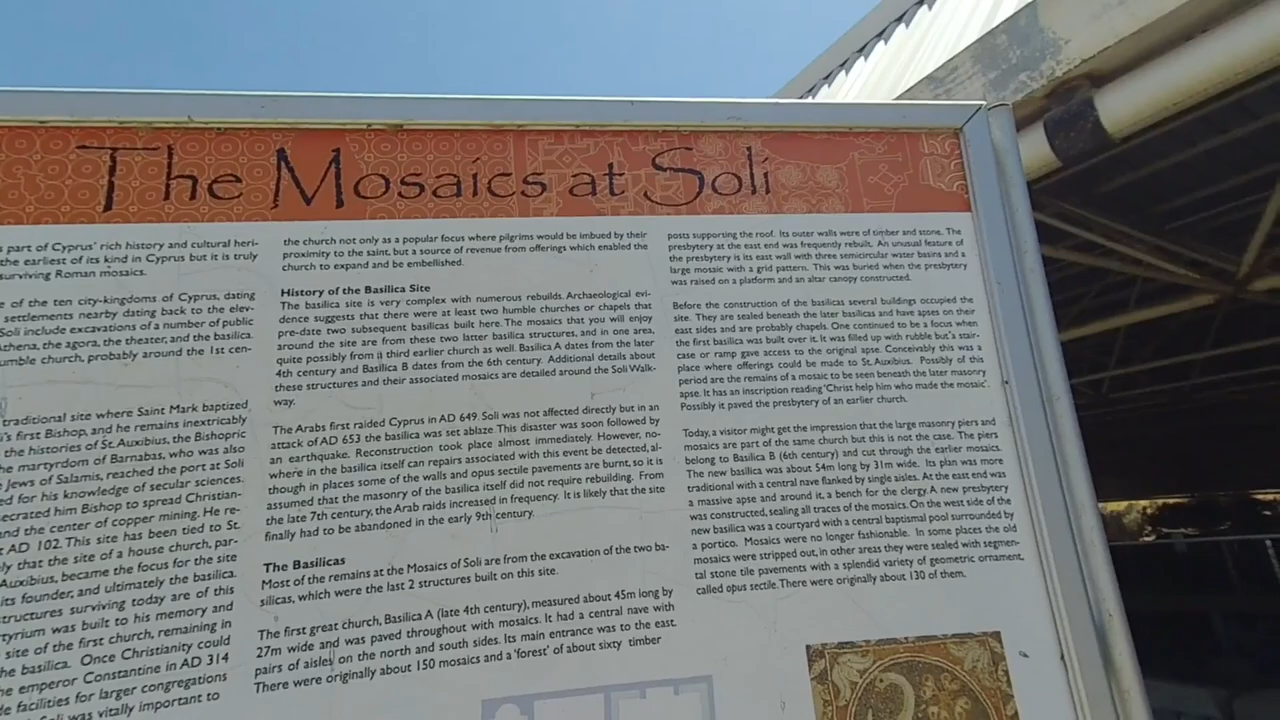 The Mosaics at Soli
s part of Cyprus' rich history and cultural heri-
the earliest of its kind in Cyprus but it is truly
surviving Roman mosaics.
e of the ten city-kingdoms of Cyprus, dating
settlements nearby dating back to the elev-
Soli include excavations of a number of public
Athena, the agora, the theater, and the basilica.
umble church, probably around the 1st cen-
traditional site where Saint Mark baptized
i's first Bishop, and he remains inextricably
the histories of St. Auxibius, the Bishopric
he martyrdom of Barnabas, who was also
e Jews of Salamis, reached the port at Soli
ed for his knowledge of secular sciences.
secrated him Bishop to spread Christian-
and the center of copper mining. He re-
t AD 102. This site has been tied to St.
ly that the site of a house church, par-
Auxibius, became the focus for the site
its founder, and ultimately the basilica.
structures surviving today are of this
rtyrium was built to his memory and
site of the first church, remaining in
he basilica. Once Christianity could
he emperor Constantine in AD 314
de facilities for larger congregations
Soli was vitally important to
the church not only as a popular focus where pilgrims would be imbued by their
proximity to the saint, but a source of revenue from offerings which enabled the
church to expand and be embellished.
History of the Basilica Site
The basilica site is very complex with numerous rebuilds. Archaeological evi-
dence suggests that there were at least two humble churches or chapels that
pre-date two subsequent basilicas built here. The mosaics that you will enjoy
around the site are from these two latter basilica structures, and in one area,
quite possibly from a third earlier church as well. Basilica A dates from the later
4th century and Basilica B dates from the 6th century. Additional details about
these structures and their associated mosaics are detailed around the Soli Walk-
way.
The Arabs first raided Cyprus in AD 649. Soli was not affected directly but in an
attack of AD 653 the basilica was set ablaze. This disaster was soon followed by
an earthquake. Reconstruction took place almost immediately. However, no-
where in the basilica itself can repairs associated with this event be detected, al-
though in places some of the walls and opus sectile pavements are burnt, so it is
assumed that the masonry of the basilica itself did not require rebuilding. From
the late 7th century, the Arab raids increased in frequency. It is likely that the site
finally had to be abandoned in the early 9th century.
The Basilicas
Most of the remains at the Mosaics of Soli are from the excavation of the two ba-
silicas, which were the last 2 structures built on this site.
The first great church, Basilica A (late 4th century), measured about 45m long by
27m wide and was paved throughout with mosaics. It had a central nave with
pairs of aisles on the north and south sides. Its main entrance was to the east.
There were originally about 150 mosaics and a 'forest' of about sixty timber
posts supporting the roof. Its outer walls were of timber and stone. The
presbytery at the east end was frequently rebuilt. An unusual feature of
the presbytery is its east wall with three semicircular water basins and a
large mosaic with a grid pattern. This was buried when the presbytery
was raised on a platform and an altar canopy constructed.
Before the construction of the basilicas several buildings occupied the
site. They are sealed beneath the later basilicas and have apses on their
east sides and are probably chapels. One continued to be a focus when
the first basilica was built over it. It was filled up with rubble but'a stair-
case or ramp gave access to the original apse. Conceivably this was a
place where offerings could be made to St. Auxibius. Possibly of this
period are the remains of a mosaic to be seen beneath the later masonry
apse. It has an inscription reading 'Christ help him who made the mosaic'.
Possibly it paved the presbytery of an earlier church.
Today, a visitor might get the impression that the large masonry piers and
mosaics are part of the same church but this is not the case. The piers
belong to Basilica B (6th century) and cut through the earlier mosaics.
The new basilica was about 54m long by 31m wide. Its plan was more
traditional with a central nave flanked by single aisles. At the east end was
a massive apse and around it, a bench for the clergy. A new presbytery
was constructed, sealing all traces of the mosaics. On the west side of the
new basilica was a courtyard with a central baptismal pool surrounded by
a portico. Mosaics were no longer fashionable. In some places the old
mosaics were stripped out, in other areas they were sealed with segmen-
tal stone tile pavements with a splendid variety of geometric ornament,
called opus sectile. There were originally about 130 of them.